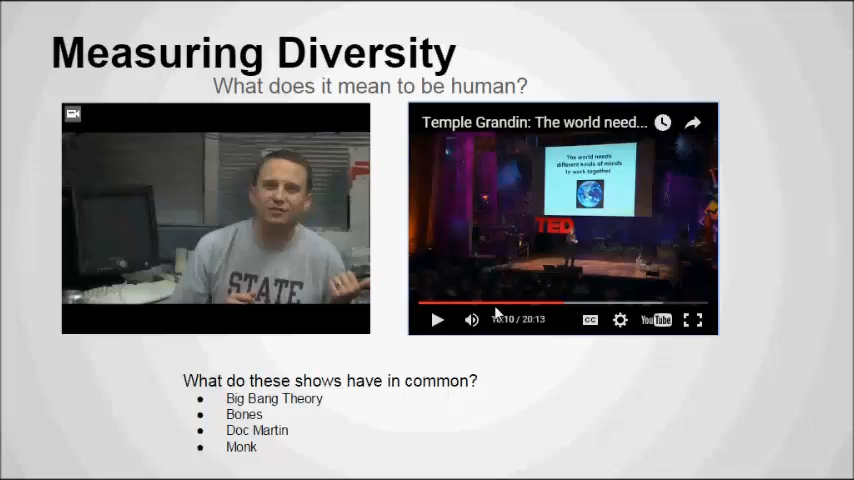 Measuring Diversity
What does it mean to be human?
STATE
Temple Grandin: The world need...
The world needs
different kinds of minds
to work together
TED
10:10 / 20:13
CC
YouTube
What do these shows have in common?
• Big Bang Theory
• Bones
• Doc Martin
• Monk